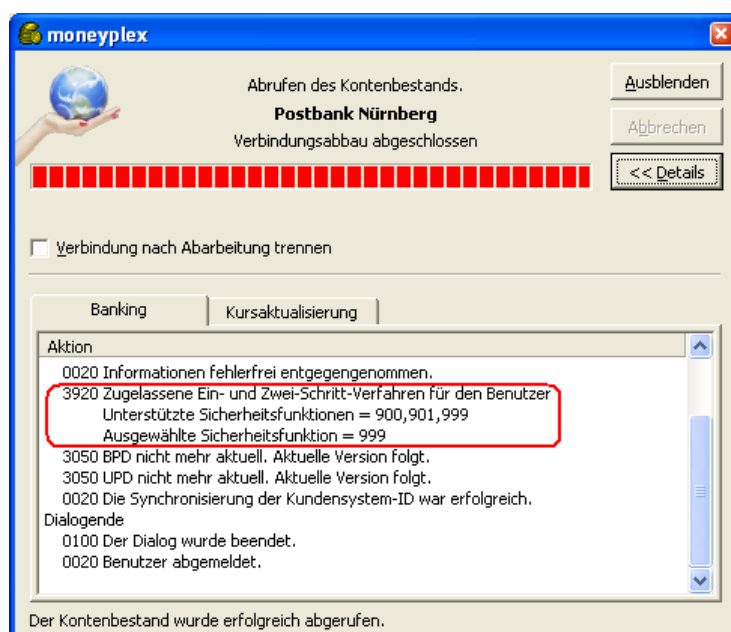 moneyplex
Abrufen des Kontenbestands.
Postbank Nürnberg
Verbindungsabbau abgeschlossen
Ausblenden
Abbrechen
<< Details
Verbindung nach Abarbeitung trennen
Banking
Kursaktualisierung
Aktion
0020 Informationen fehlerfrei entgegengenommen.
3920 Zugelassene Ein- und Zwei-Schritt-Verfahren für den Benutzer
Unterstützte Sicherheitsfunktionen = 900,901,999
Ausgewählte Sicherheitsfunktion = 999
3050 BPD nicht mehr aktuell. Aktuelle Version folgt.
3050 UPD nicht mehr aktuell. Aktuelle Version folgt.
0020 Die Synchronisierung der Kundensystem-ID war erfolgreich.
Dialogende
0100 Der Dialog wurde beendet.
0020 Benutzer abgemeldet.
Der Kontenbestand wurde erfolgreich abgerufen.